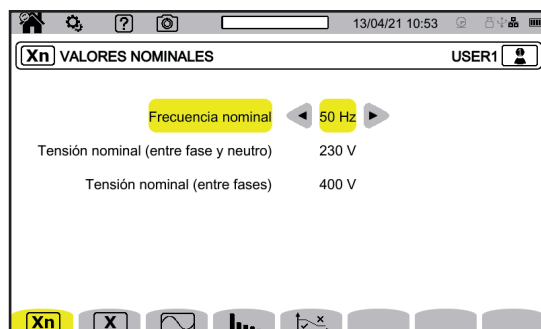 ? 13/04/21 10:53
Xn VALORES NOMINALES USER1
Frecuencia nominal 50 Hz
Tensión nominal (entre fase y neutro) 230 V
Tensión nominal (entre fases) 400 V
Xn X